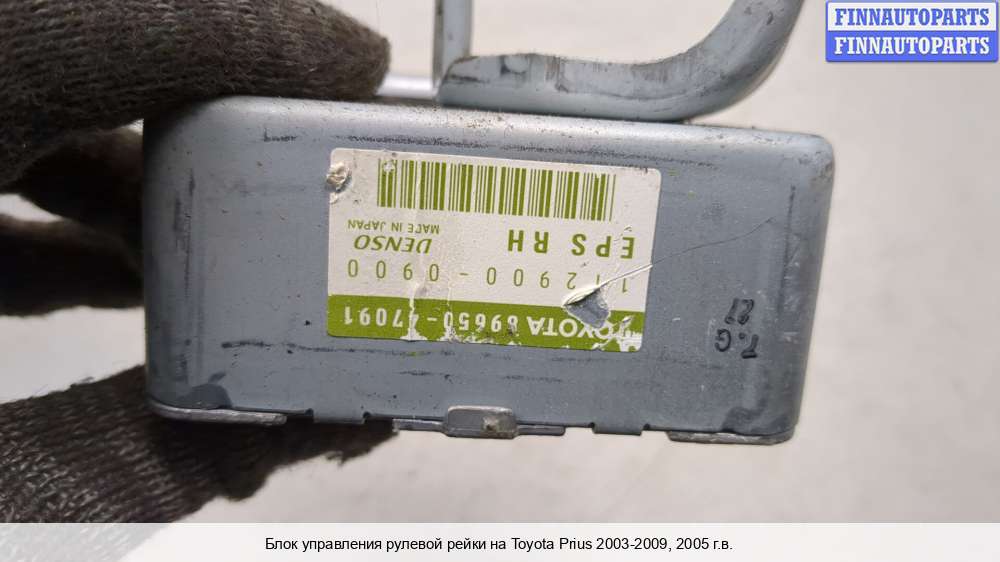 FINNAUTOPARTS
FINNAUTOPARTS
TOYOTA 89650-47091
112900-0900
EPS RH
DENSO
MADE IN JAPAN
Блок управления рулевой рейки на Toyota Prius 2003-2009, 2005 г.в.